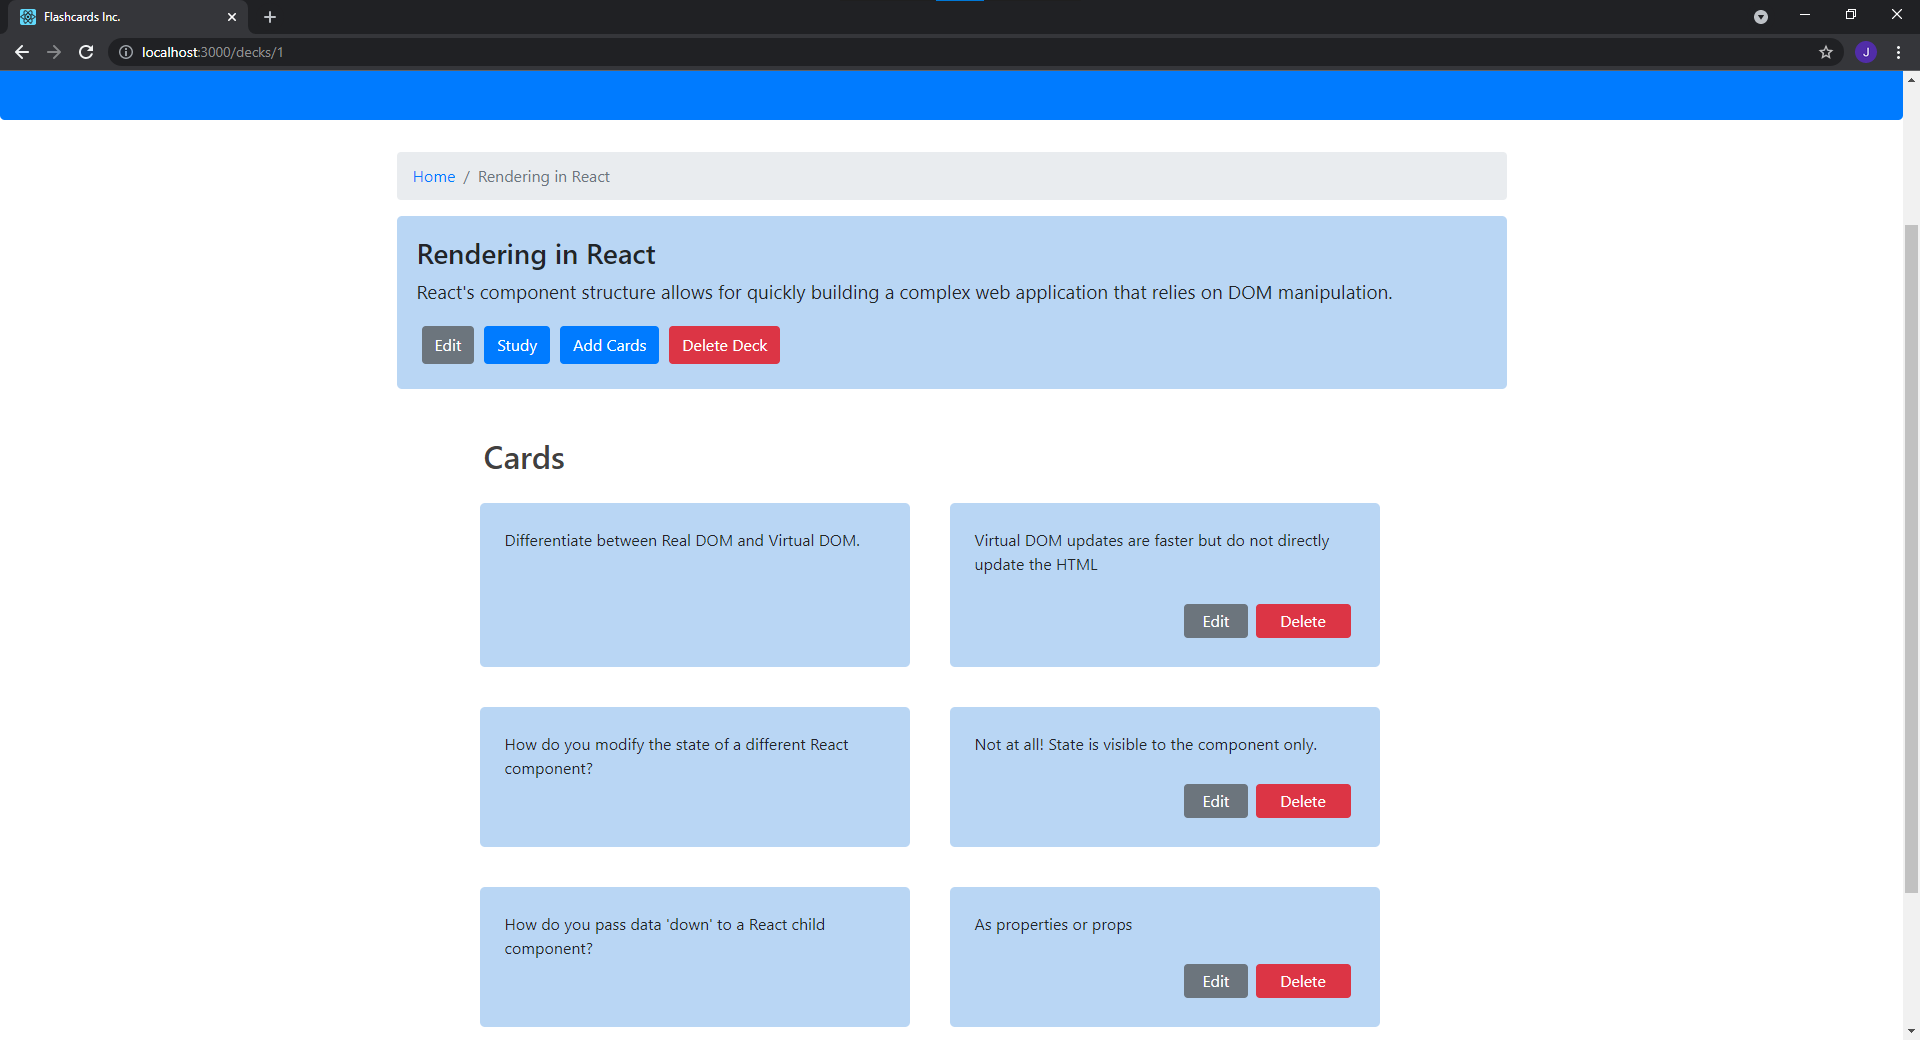 Flashcards Inc.
localhost:3000/decks/1
J
Home / Rendering in React
Rendering in React
React's component structure allows for quickly building a complex web application that relies on DOM manipulation.
Edit Study Add Cards Delete Deck
Cards
Differentiate between Real DOM and Virtual DOM.
Virtual DOM updates are faster but do not directly
update the HTML
Edit Delete
How do you modify the state of a different React
component?
Not at all! State is visible to the component only.
Edit Delete
How do you pass data 'down' to a React child
component?
As properties or props
Edit Delete